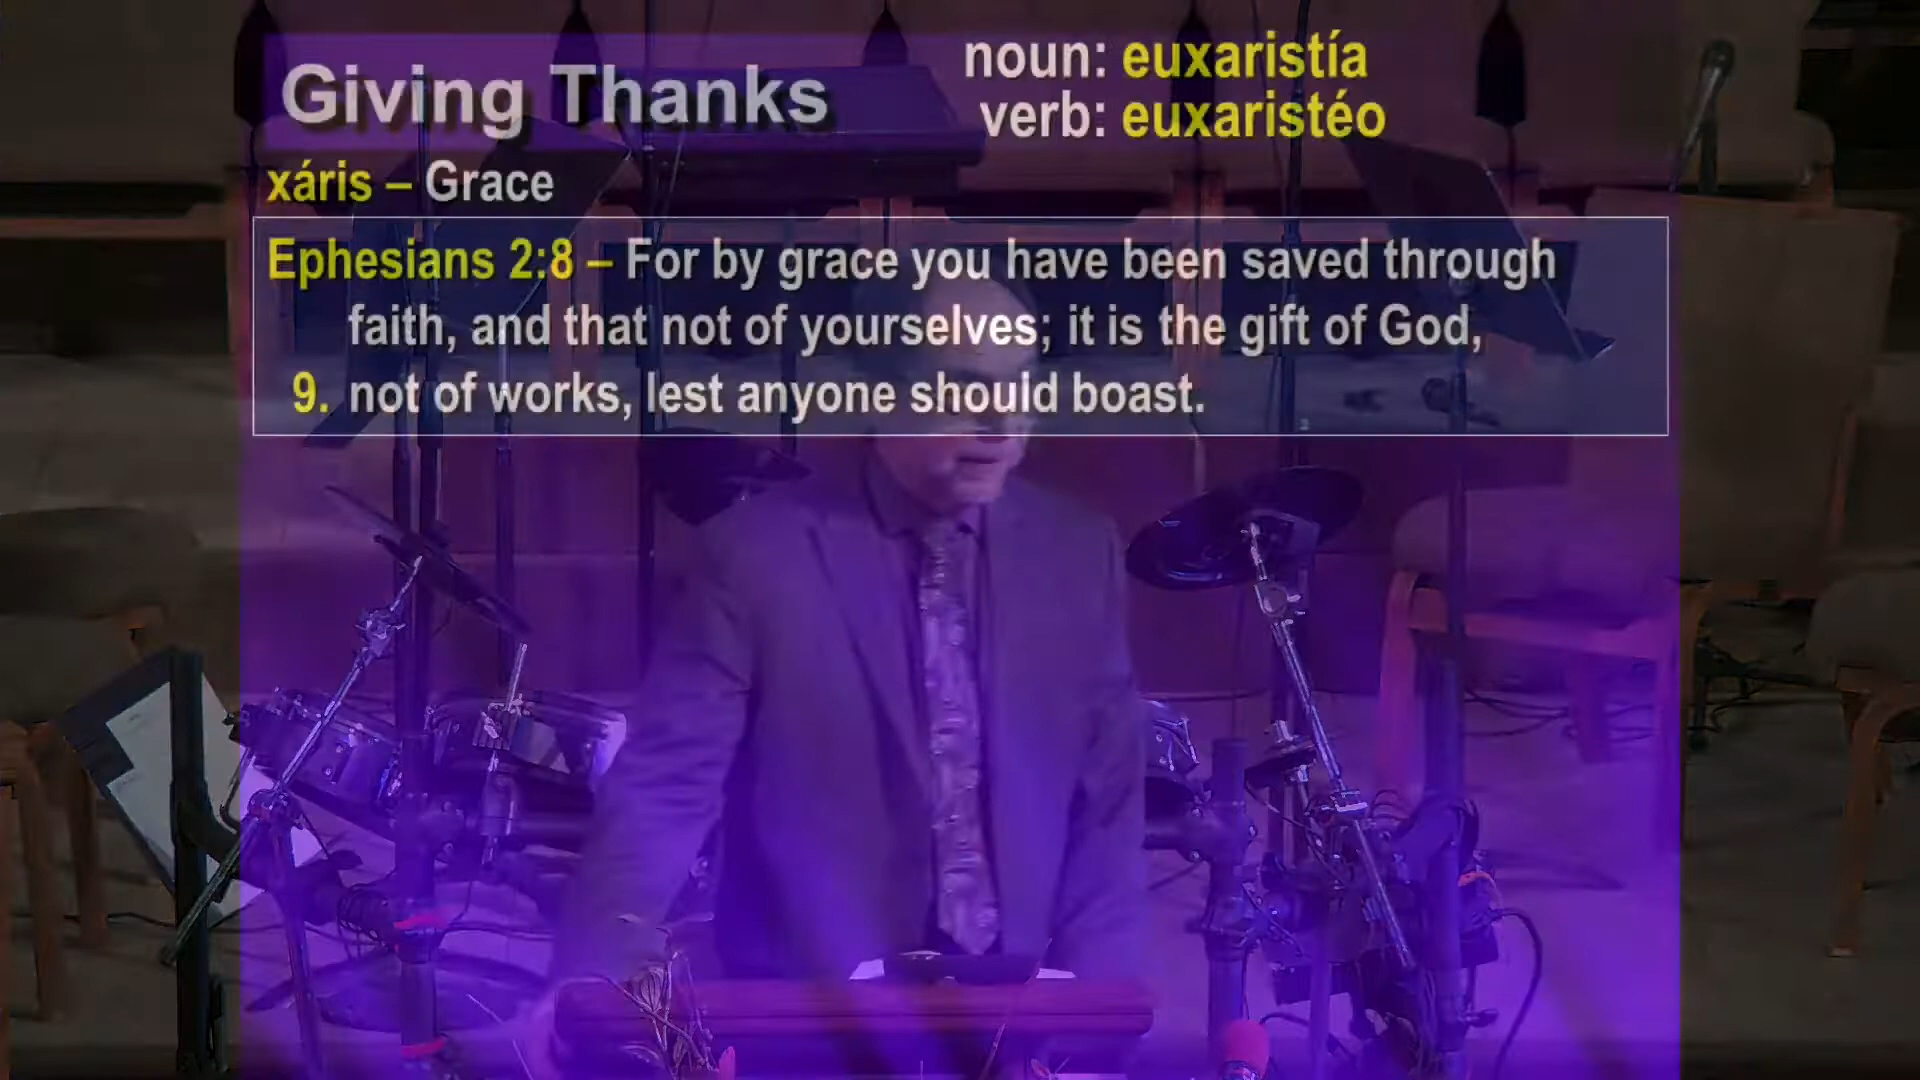 Giving Thanks
noun: euxaristía
verb: euxaristéo
xáris – Grace
Ephesians 2:8 – For by grace you have been saved through
faith, and that not of yourselves; it is the gift of God,
9. not of works, lest anyone should boast.